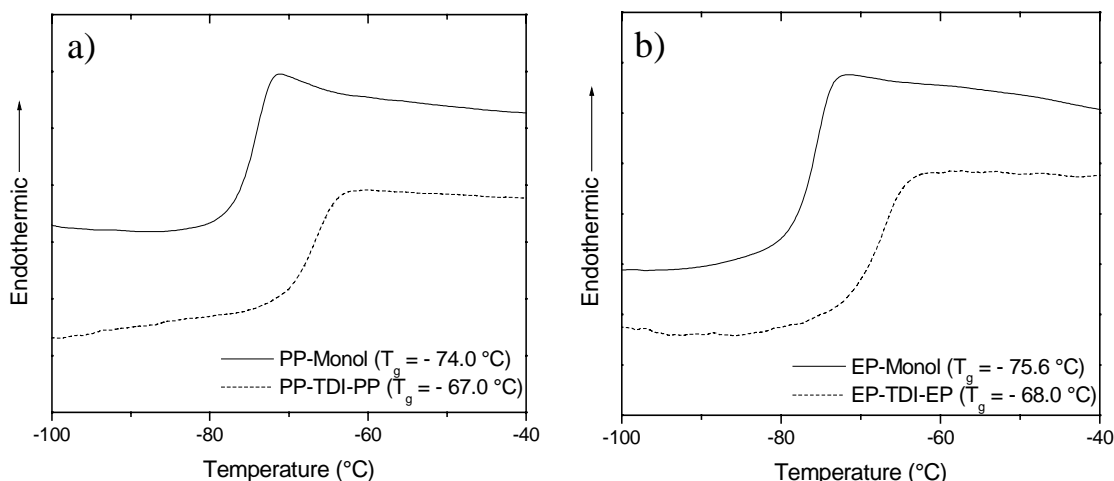 a)
Endothermic
PP-Monol (Tg = - 74.0 °C)
PP-TDI-PP (Tg = - 67.0 °C)
-100 -80 -60 -40
Temperature (°C)
b)
Endothermic
EP-Monol (Tg = - 75.6 °C)
EP-TDI-EP (Tg = - 68.0 °C)
-100 -80 -60 -40
Temperature (°C)